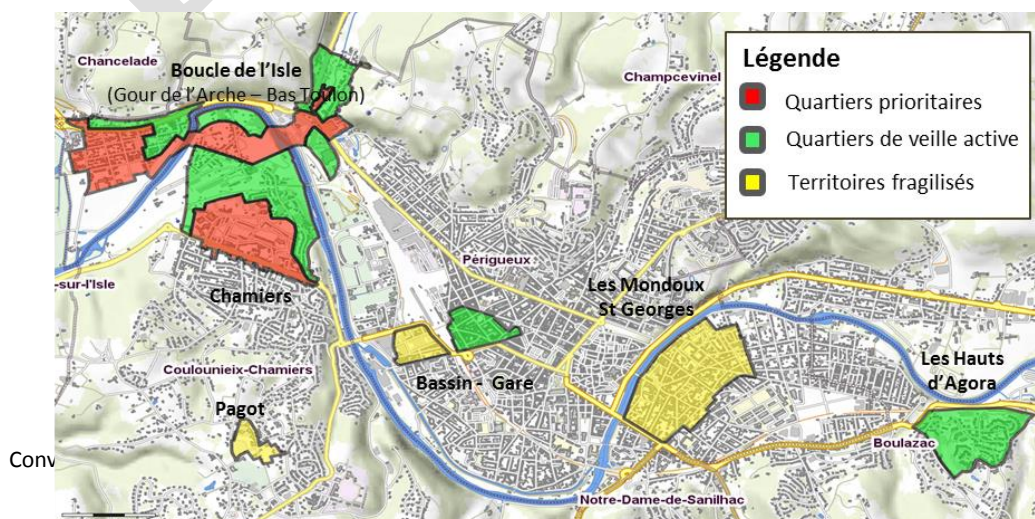 Chancelade
Boucle de l'Isle
(Gour de l'Arche – Bas Toulon)
Champcevinel
Légende
Quartiers prioritaires
Quartiers de veille active
Territoires fragilisés
-sur-l'Isle
Chamiers
Périgueux
Les Mondoux
St Georges
Les Hauts
d'Agora
Coulounieix-Chamiers
Bassin - Gare
Pagot
Boulazac
Conv
Notre-Dame-de-Sanilhac